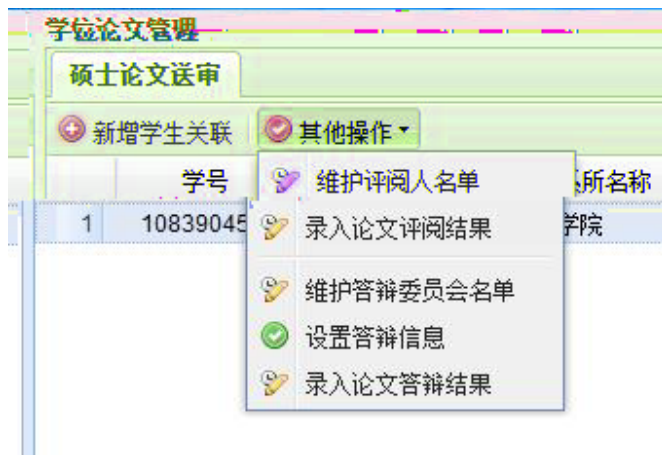 学位论文管理
硕士论文送审
新增学生关联 其他操作
学号 所名称
1 10839045 学院
维护评阅人名单
录入论文评阅结果
维护答辩委员会名单
设置答辩信息
录入论文答辩结果